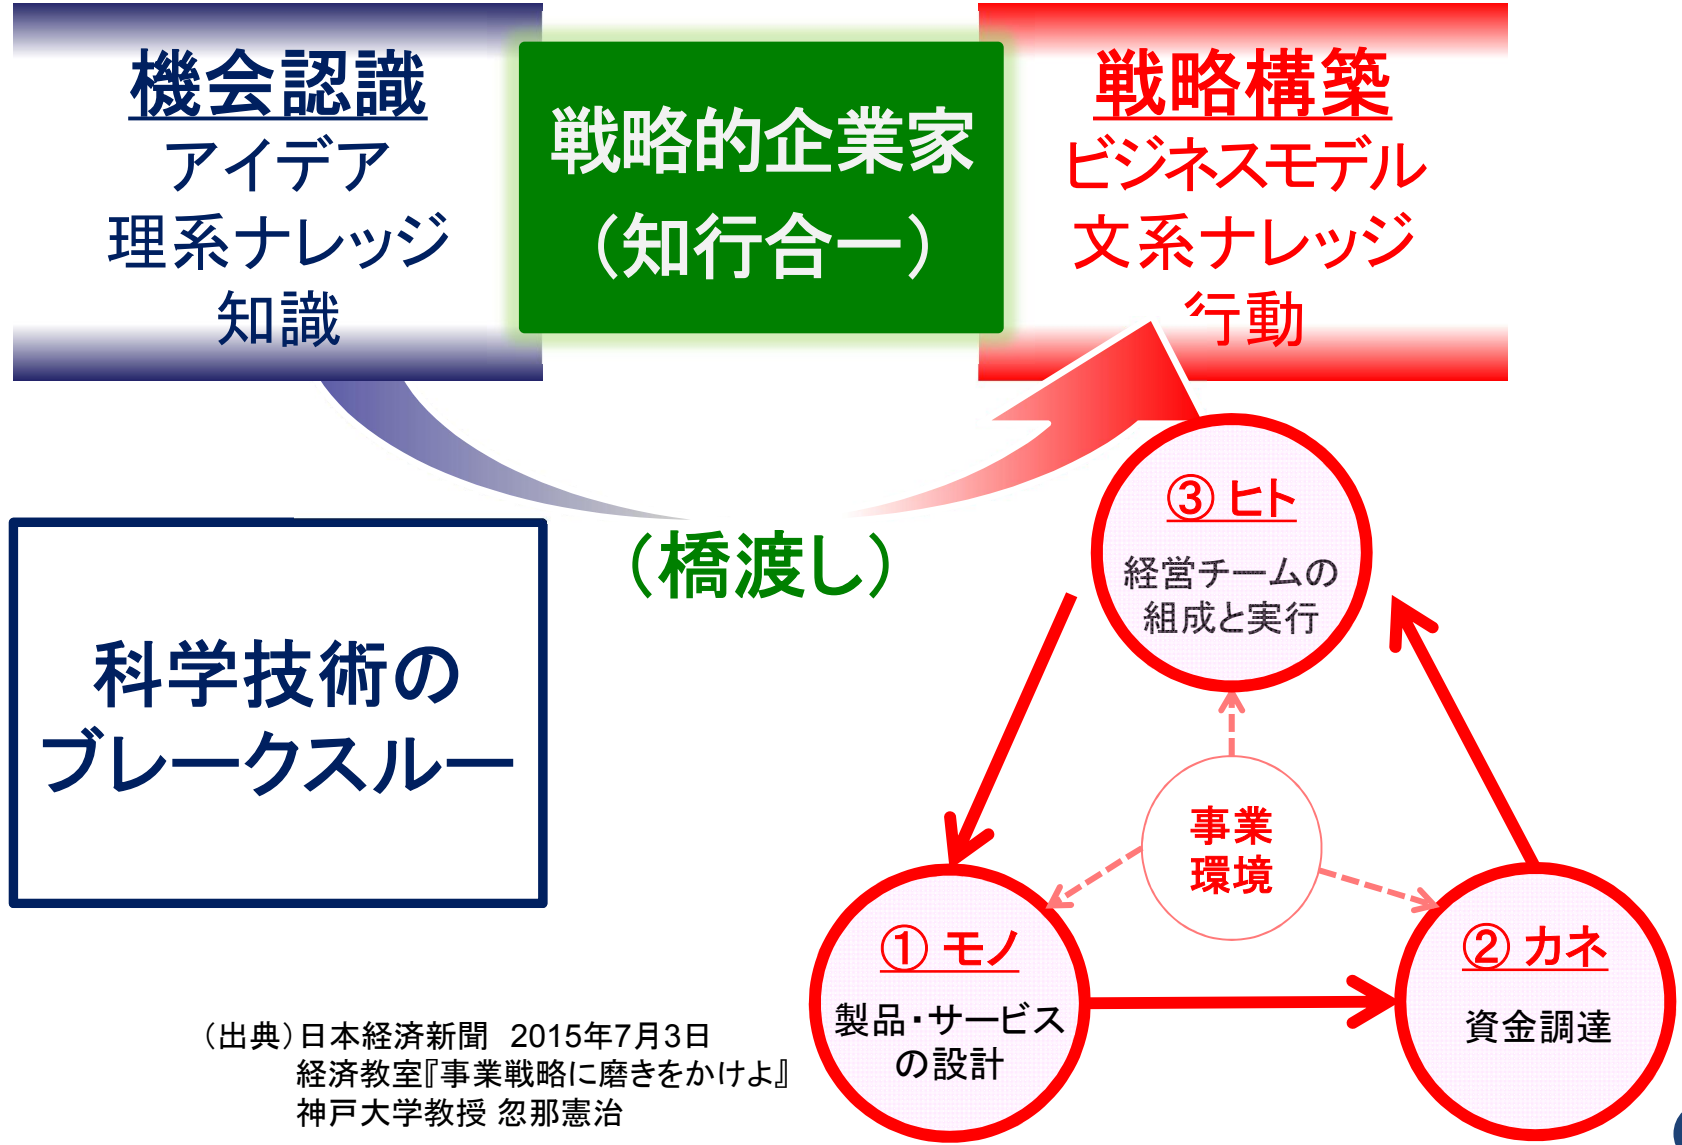 機会認識
アイデア
理系ナレッジ
知識
戦略的企業家
（知行合一）
戦略構築
ビジネスモデル
文系ナレッジ
行動
（橋渡し）
科学技術の
ブレークスルー
③ ヒト
経営チームの
組成と実行
事業
環境
① モノ
製品・サービス
の設計
② カネ
資金調達
（出典）日本経済新聞 2015年7月3日
経済教室『事業戦略に磨きをかけよ』
神戸大学教授 忽那憲治